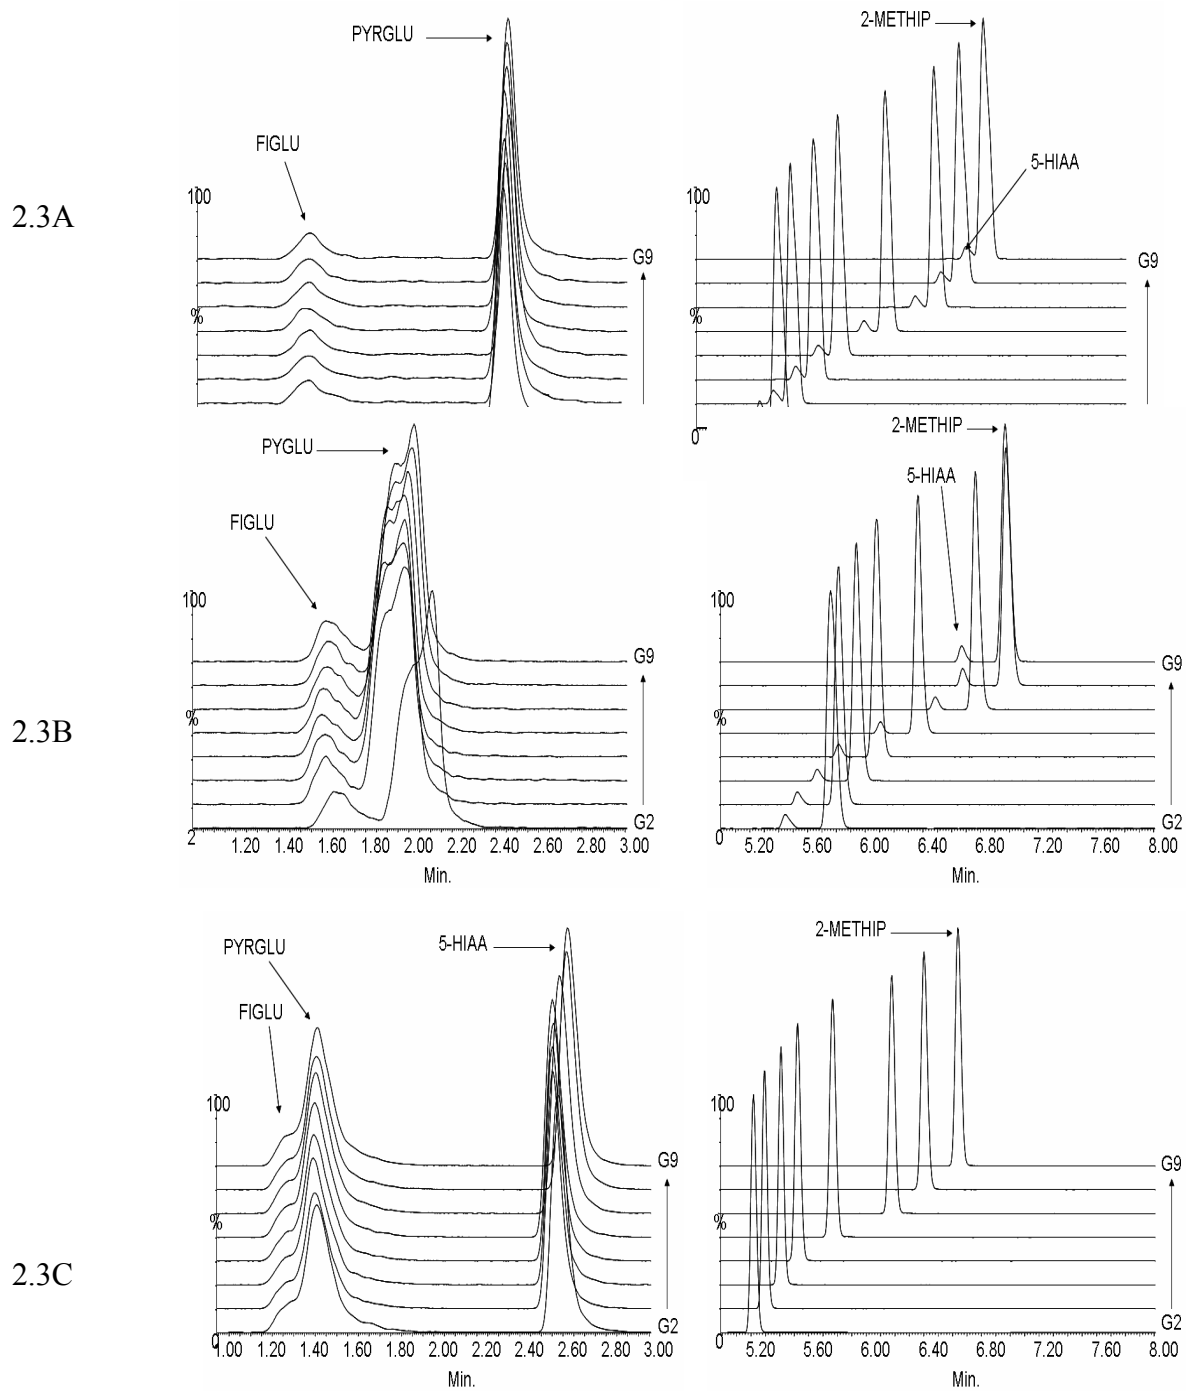 2.3A
PYRGLU
FIGLU
100
%
G9
2-METHIP
5-HIAA
100
%
0
G9
2.3B
PYGLU
FIGLU
100
%
G9
G2
2 1.20 1.40 1.60 1.80 2.00 2.20 2.40 2.60 2.80 3.00
Min.
2-METHIP
5-HIAA
100
%
0
G9
G2
5.20 5.60 6.00 6.40 6.80 7.20 7.60 8.00
Min.
2.3C
PYRGLU
FIGLU
5-HIAA
100
%
G9
G2
1.00 1.20 1.40 1.60 1.80 2.00 2.20 2.40 2.60 2.80 3.00
Min.
2-METHIP
100
%
0
G9
G2
5.20 5.60 6.00 6.40 6.80 7.20 7.60 8.00
Min.